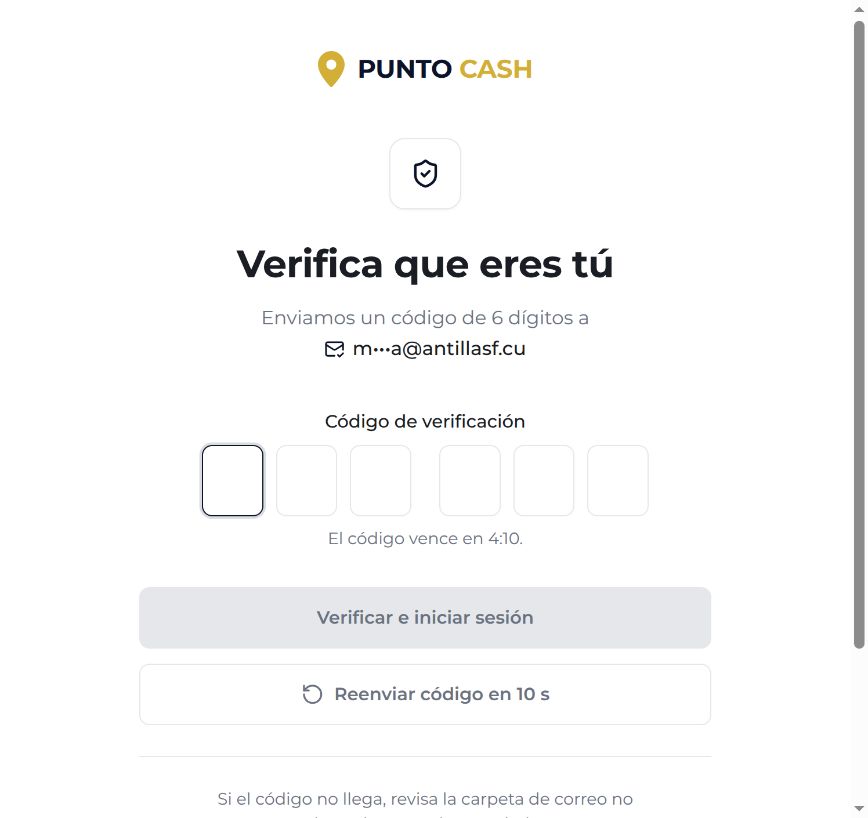 PUNTO CASH
Verifica que eres tú
Enviamos un código de 6 dígitos a
m•••a@antillasf.cu
Código de verificación
El código vence en 4:10.
Verificar e iniciar sesión
Reenviar código en 10 s
Si el código no llega, revisa la carpeta de correo no